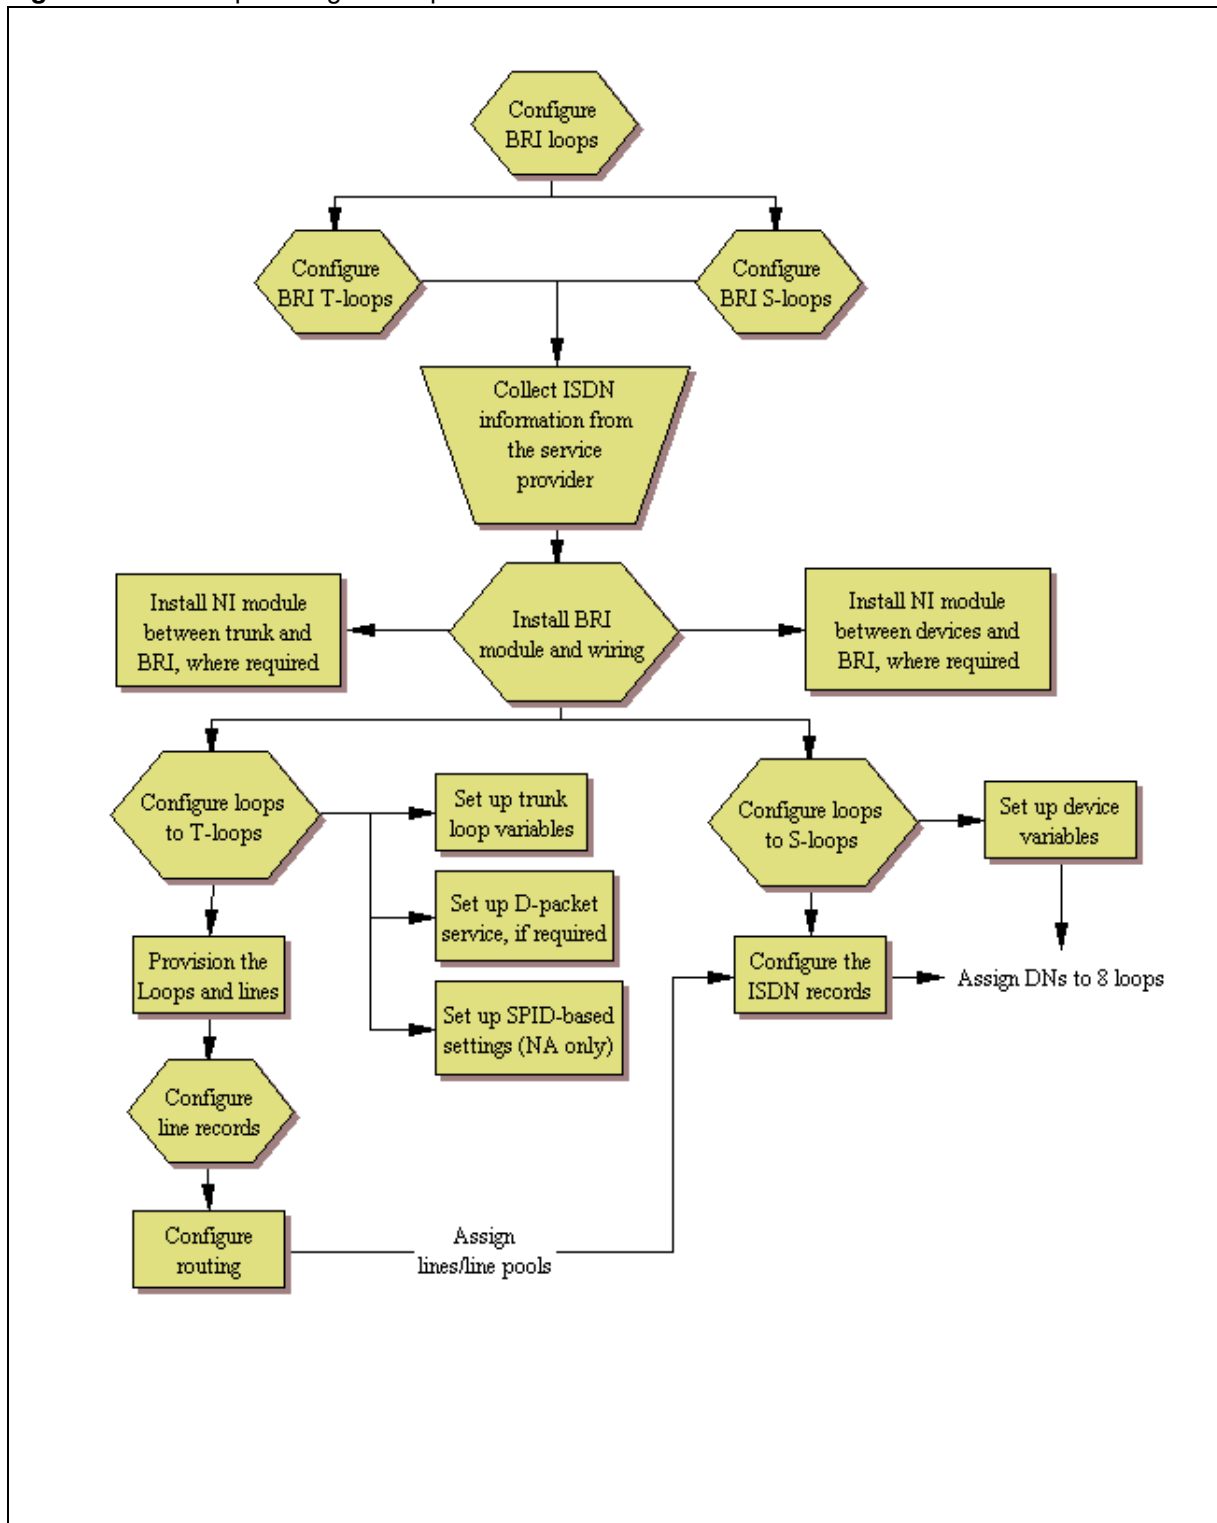 Configure
BRI loops
Configure
BRI T-loops
Configure
BRI S-loops
Collect ISDN
information from
the service
provider
Install NI module
between trunk and
BRI, where required
Install BRI
module and wiring
Install NI module
between devices and
BRI, where required
Configure loops
to T-loops
Set up trunk
loop variables
Configure loops
to S-loops
Set up device
variables
Set up D-packet
service, if required
Provision the
Loops and lines
Configure the
ISDN records
Assign DNs to 8 loops
Set up SPID-based
settings (NA only)
Configure
line records
Configure
routing
Assign
lines/line pools